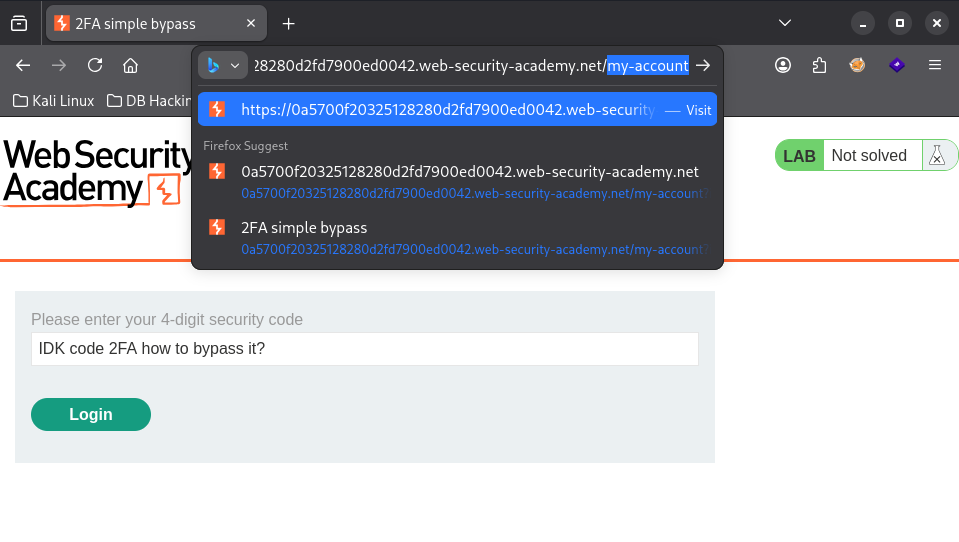 2FA simple bypass
28280d2fd7900ed0042.web-security-academy.net/my-account
Kali Linux
DB Hackin
https://0a5700f20325128280d2fd7900ed0042.web-security — Visit
Firefox Suggest
0a5700f20325128280d2fd7900ed0042.web-security-academy.net
0a5700f20325128280d2fd7900ed0042.web-security-academy.net/my-account?
2FA simple bypass
0a5700f20325128280d2fd7900ed0042.web-security-academy.net/my-account?
Web Security
Academy
LAB Not solved
Please enter your 4-digit security code
IDK code 2FA how to bypass it?
Login